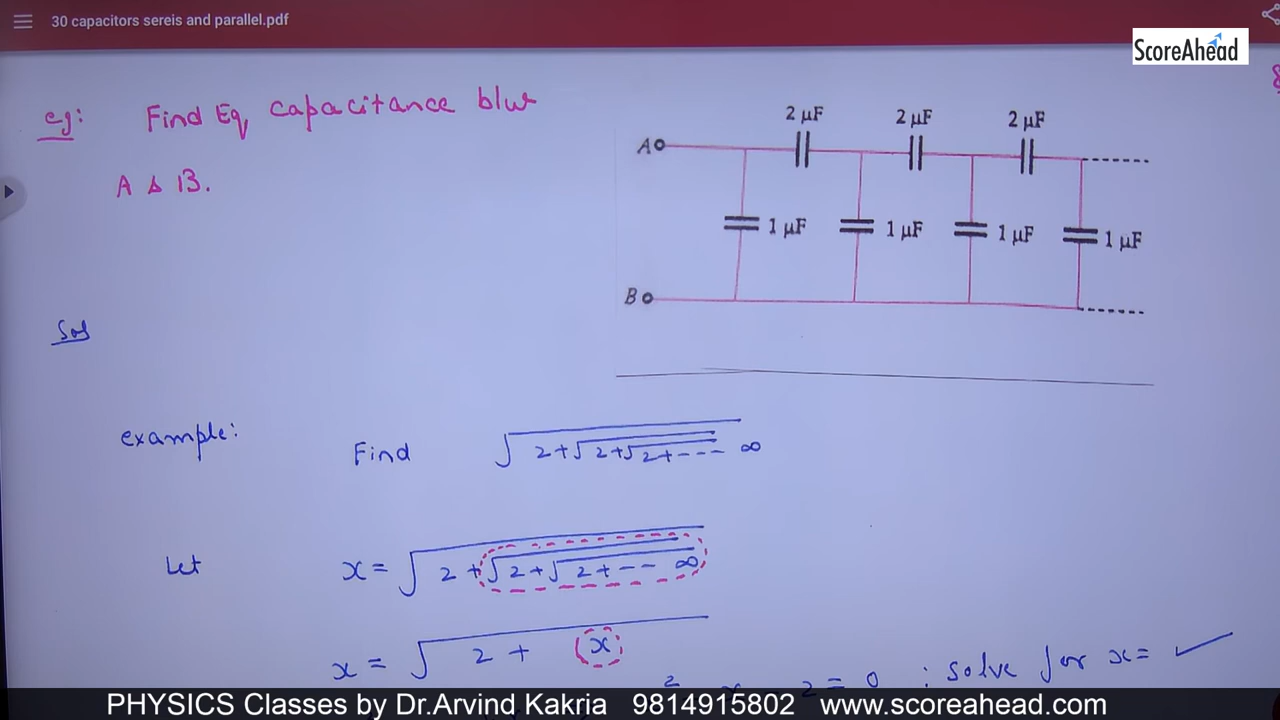 30 capacitors sereis and parallel.pdf
ScoreAhead
eg: Find Eq capacitance b/w
A & B.
2 µF 2 µF 2 µF
A
1 µF 1 µF 1 µF 1 µF
B
Sol
example: Find √2+√2+√2+--- ∞
Let x = √2+√2+√2+-- ∞
x = √2 + (x)
2 = 0 : solve for x= ✓
PHYSICS Classes by Dr.Arvind Kakria 9814915802 www.scoreahead.com